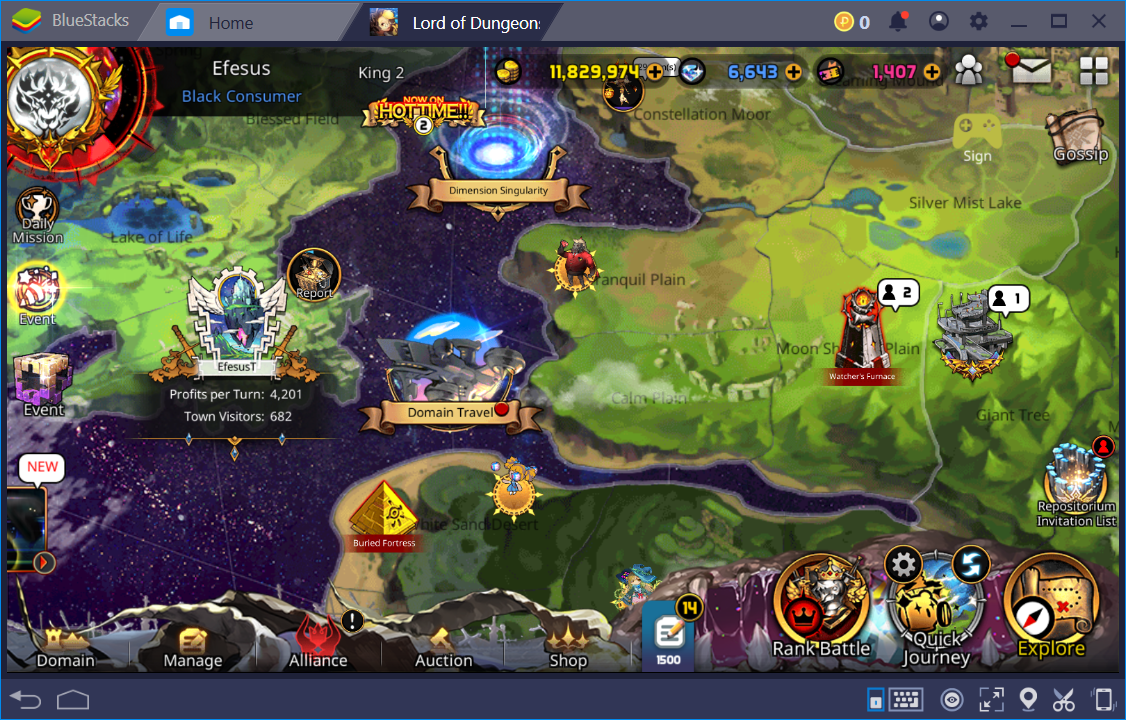 BlueStacks
Home
Lord of Dungeons
0
Efesus
Black Consumer
King 2
11,829,974
6,643
1,407
NOW ON
HOT TIME!!
2
Blessed Field
Constellation Moor
Sign
Gossip
Dimension Singularity
Daily
Mission
Lake of Life
Silver Mist Lake
Report
Event
Tranquil Plain
2
1
EfesusT
Moon Sh Plain
Watcher's Furnace
Profits per Turn: 4,201
Town Visitors: 682
Event
Domain Travel
Calm Plain
Giant Tree
NEW
White Sand Desert
Buried Fortress
Repositorium
Invitation List
14
1500
Domain
Manage
Alliance
Auction
Shop
Rank Battle
Quick
Journey
Explore